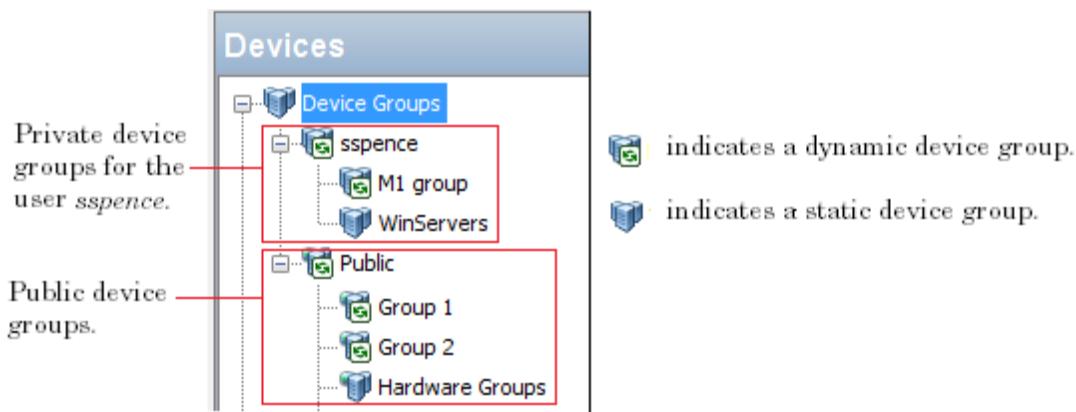 Devices
Device Groups
Private device
groups for the
user sspence.
sspence
M1 group
WinServers
Public device
groups.
Public
Group 1
Group 2
Hardware Groups
indicates a dynamic device group.
indicates a static device group.